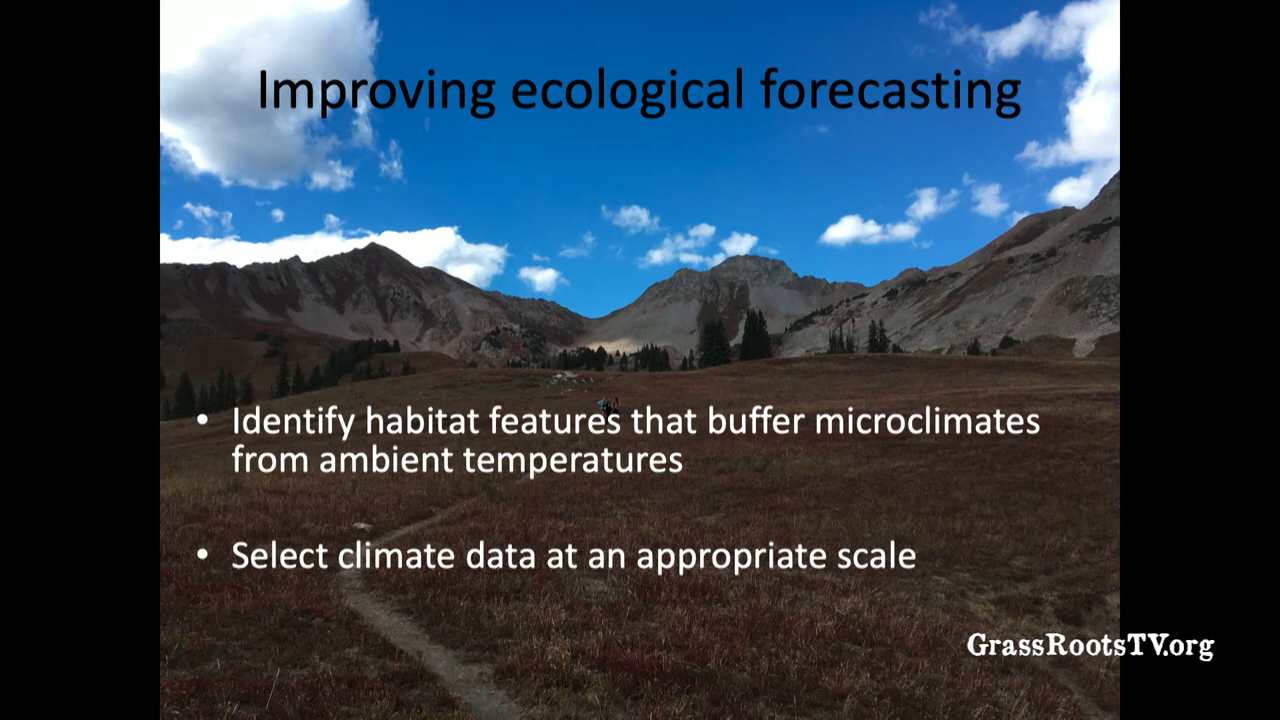 Improving ecological forecasting
• Identify habitat features that buffer microclimates
from ambient temperatures
• Select climate data at an appropriate scale
GrassRootsTV.org